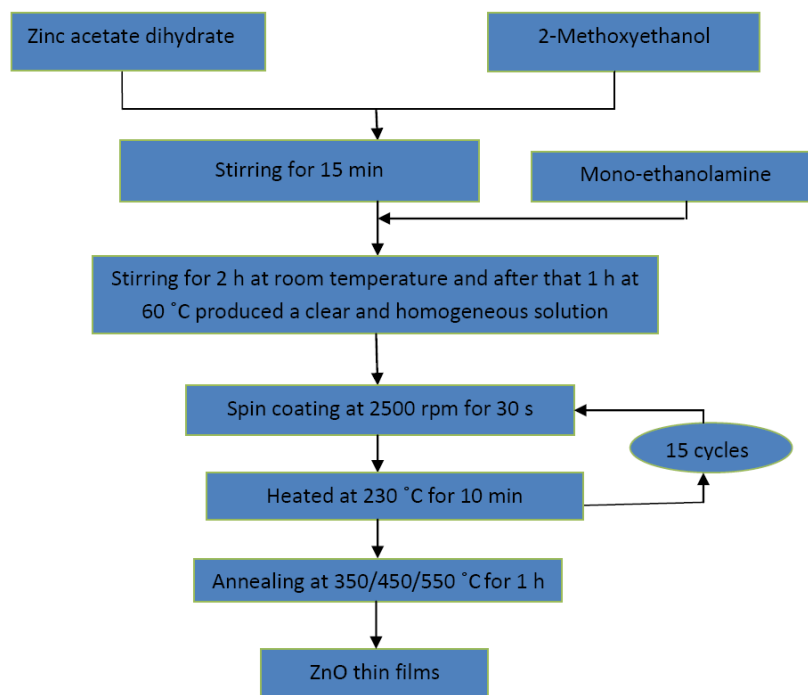 Zinc acetate dihydrate
2-Methoxyethanol
Stirring for 15 min
Mono-ethanolamine
Stirring for 2 h at room temperature and after that 1 h at
60 ˚C produced a clear and homogeneous solution
Spin coating at 2500 rpm for 30 s
15 cycles
Heated at 230 ˚C for 10 min
Annealing at 350/450/550 ˚C for 1 h
ZnO thin films